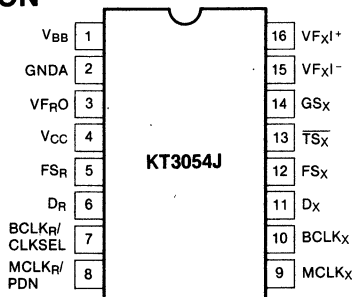 ON
VBB 1
GNDA 2
VFRO 3
VCC 4
FSR 5
DR 6
BCLKR/
CLKSEL 7
MCLKR/
PDN 8
KT3054J
16 VFXI+
15 VFXI−
14 GSX
13 TSX
12 FSX
11 DX
10 BCLKX
9 MCLKX